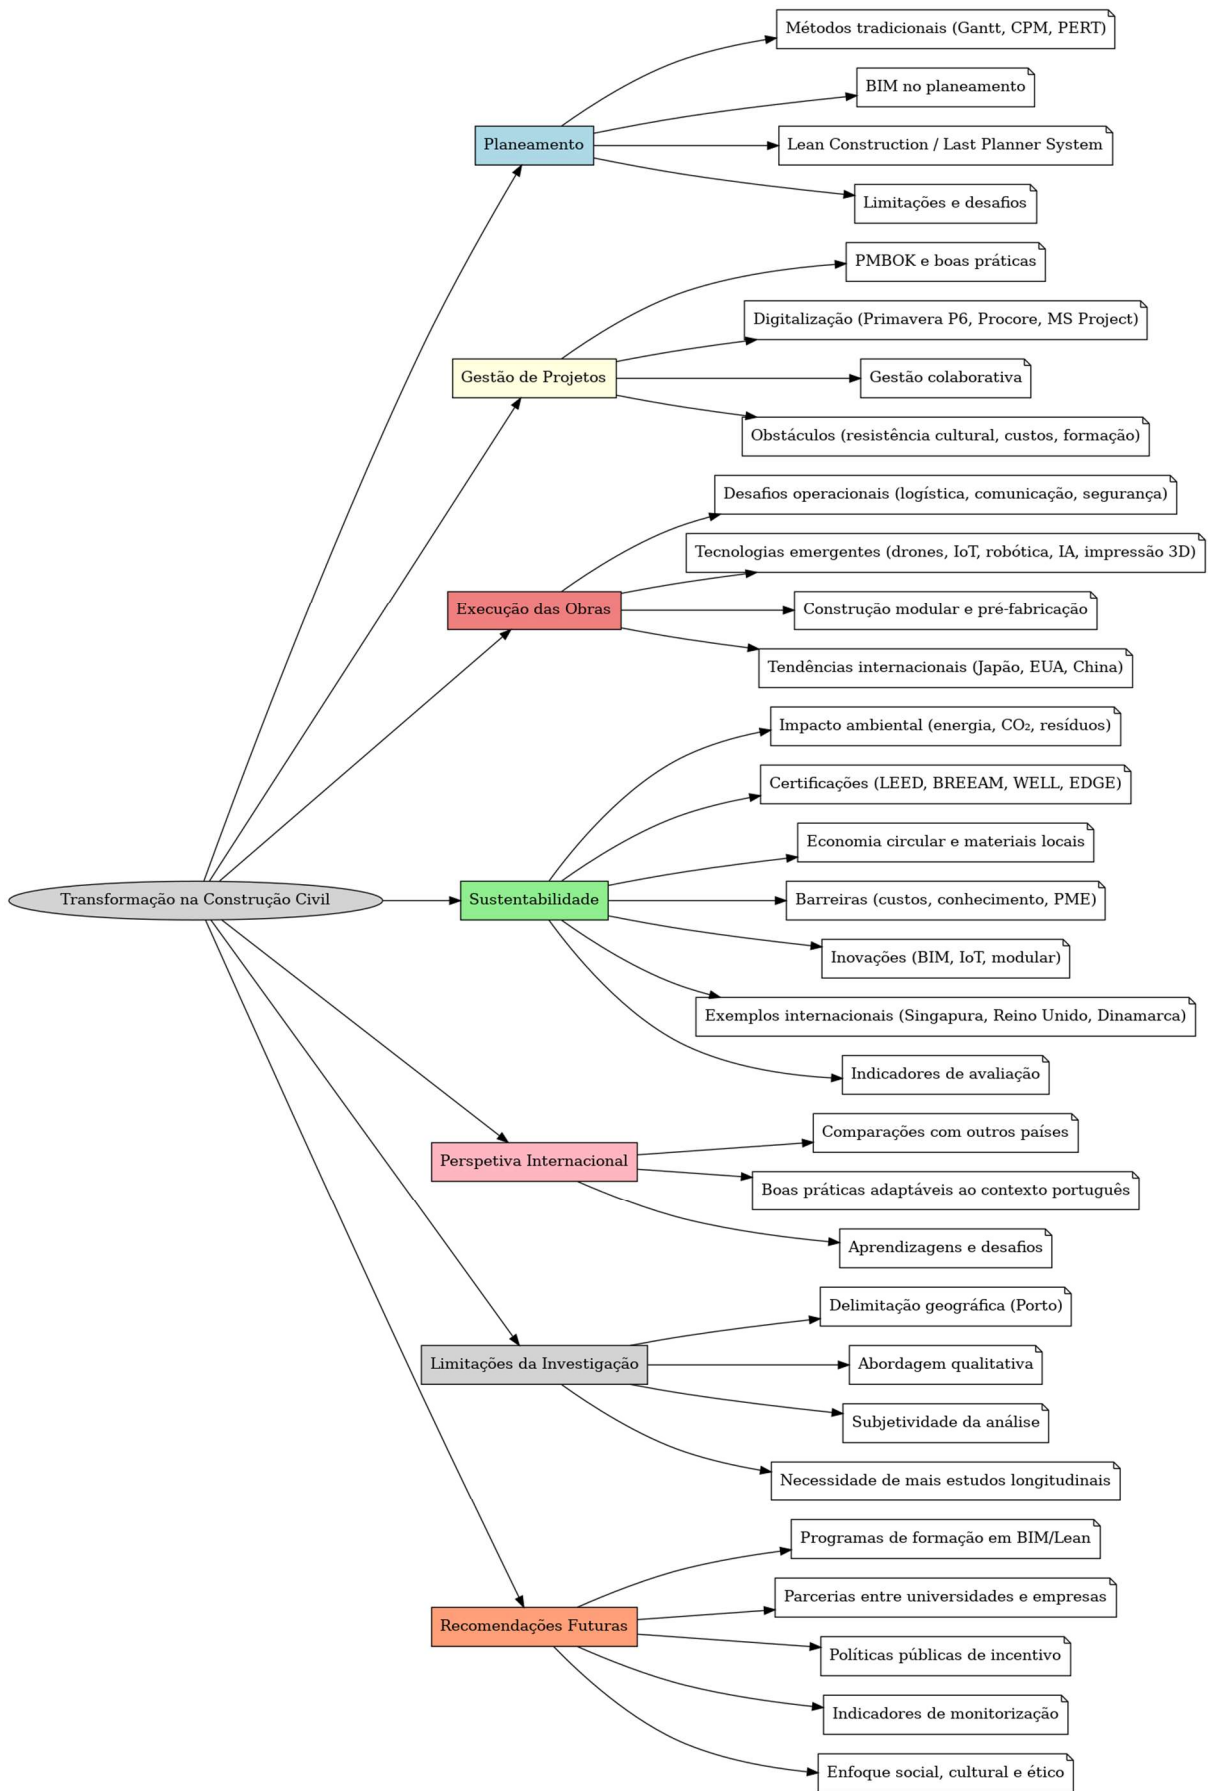 Transformação na Construção Civil
Planeamento
Métodos tradicionais (Gantt, CPM, PERT)
BIM no planeamento
Lean Construction / Last Planner System
Limitações e desafios
Gestão de Projetos
PMBOK e boas práticas
Digitalização (Primavera P6, Procore, MS Project)
Gestão colaborativa
Obstáculos (resistência cultural, custos, formação)
Execução das Obras
Desafios operacionais (logística, comunicação, segurança)
Tecnologias emergentes (drones, IoT, robótica, IA, impressão 3D)
Construção modular e pré-fabricação
Tendências internacionais (Japão, EUA, China)
Sustentabilidade
Impacto ambiental (energia, CO₂, resíduos)
Certificações (LEED, BREEAM, WELL, EDGE)
Economia circular e materiais locais
Barreiras (custos, conhecimento, PME)
Inovações (BIM, IoT, modular)
Exemplos internacionais (Singapura, Reino Unido, Dinamarca)
Indicadores de avaliação
Perspetiva Internacional
Comparações com outros países
Boas práticas adaptáveis ao contexto português
Aprendizagens e desafios
Limitações da Investigação
Delimitação geográfica (Porto)
Abordagem qualitativa
Subjetividade da análise
Necessidade de mais estudos longitudinais
Recomendações Futuras
Programas de formação em BIM/Lean
Parcerias entre universidades e empresas
Políticas públicas de incentivo
Indicadores de monitorização
Enfoque social, cultural e ético